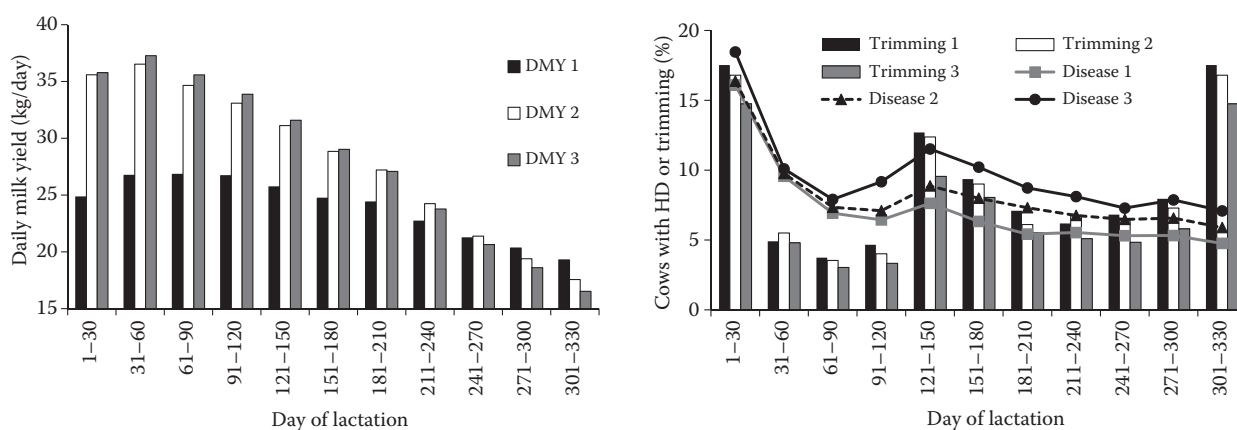 Daily milk yield (kg/day)
40
35
30
25
20
15
DMY 1
DMY 2
DMY 3
1–30
31–60
61–90
91–120
121–150
151–180
181–210
211–240
241–270
271–300
301–330
Day of lactation
Cows with HD or trimming (%)
20
15
10
5
0
Trimming 1
Trimming 2
Trimming 3
Disease 1
Disease 2
Disease 3
1–30
31–60
61–90
91–120
121–150
151–180
181–210
211–240
241–270
271–300
301–330
Day of lactation